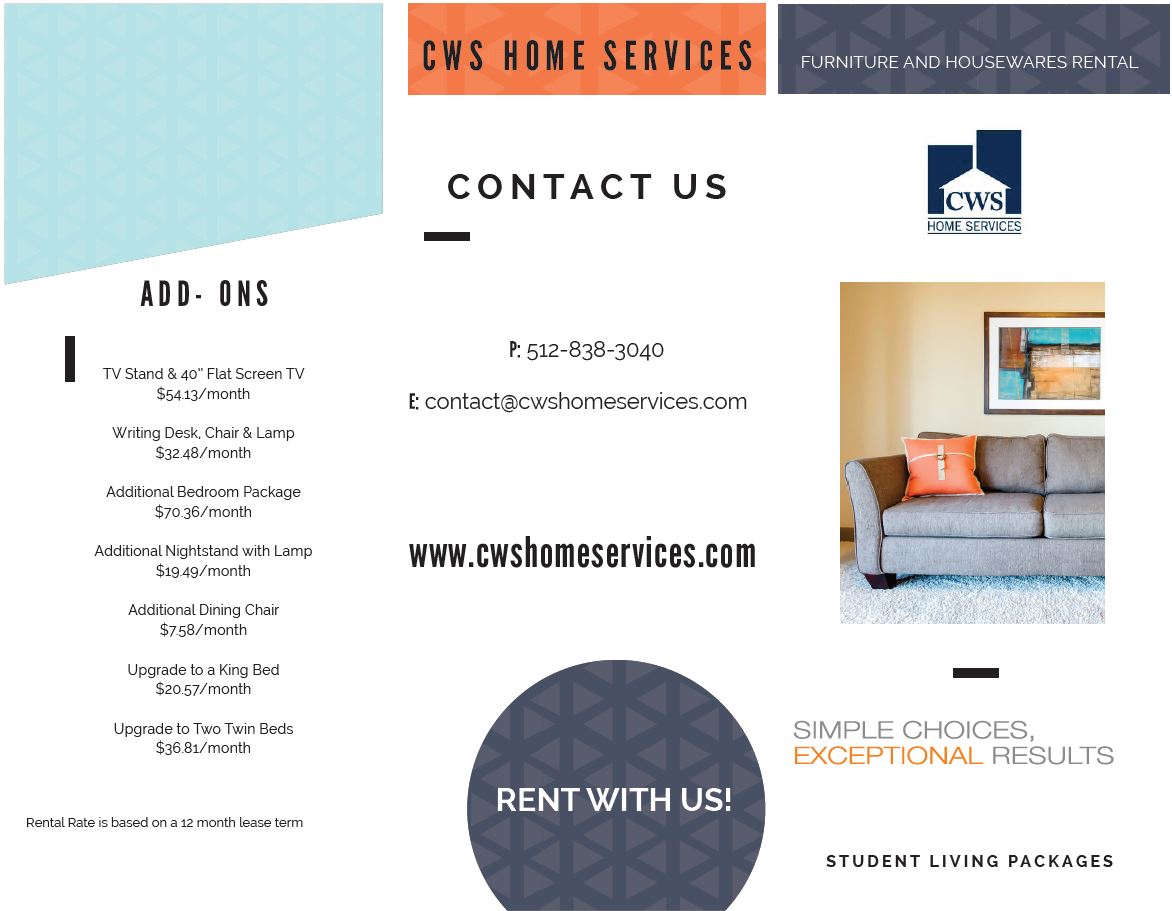 ADD- ONS
TV Stand & 40" Flat Screen TV
$54.13/month
Writing Desk, Chair & Lamp
$32.48/month
Additional Bedroom Package
$70.36/month
Additional Nightstand with Lamp
$19.49/month
Additional Dining Chair
$7.58/month
Upgrade to a King Bed
$20.57/month
Upgrade to Two Twin Beds
$36.81/month
Rental Rate is based on a 12 month lease term
CWS HOME SERVICES
CONTACT US
P: 512-838-3040
E: contact@cwshomeservices.com
www.cwshomeservices.com
RENT WITH US!
FURNITURE AND HOUSEWARES RENTAL
CWS
HOME SERVICES
SIMPLE CHOICES,
EXCEPTIONAL RESULTS
STUDENT LIVING PACKAGES